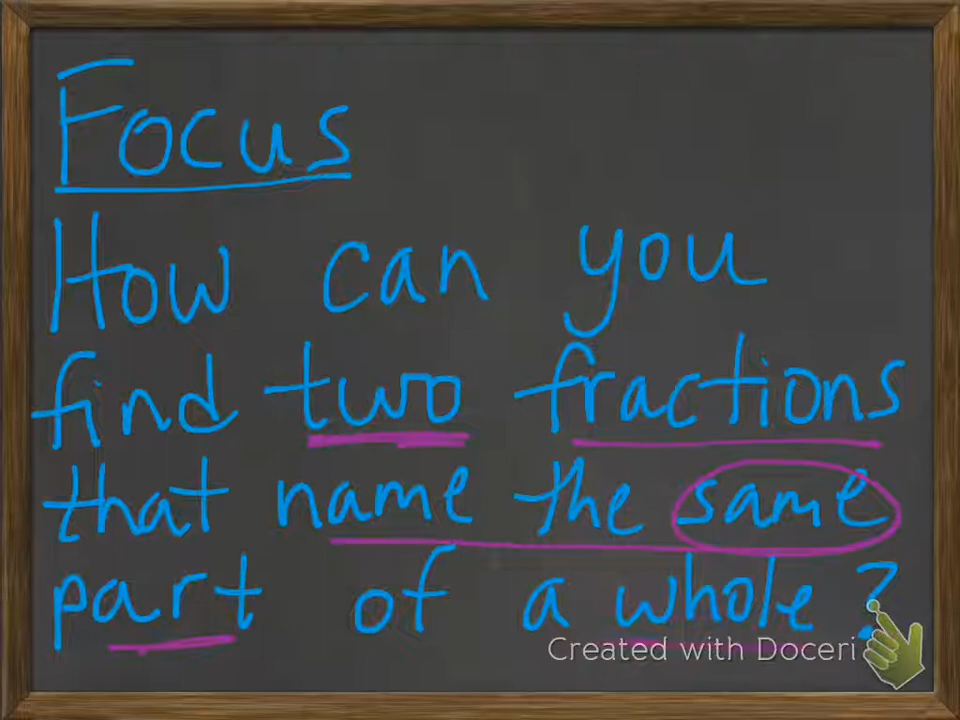 Focus
How can you
find two fractions
that name the same
part of a whole?
Created with Doceri